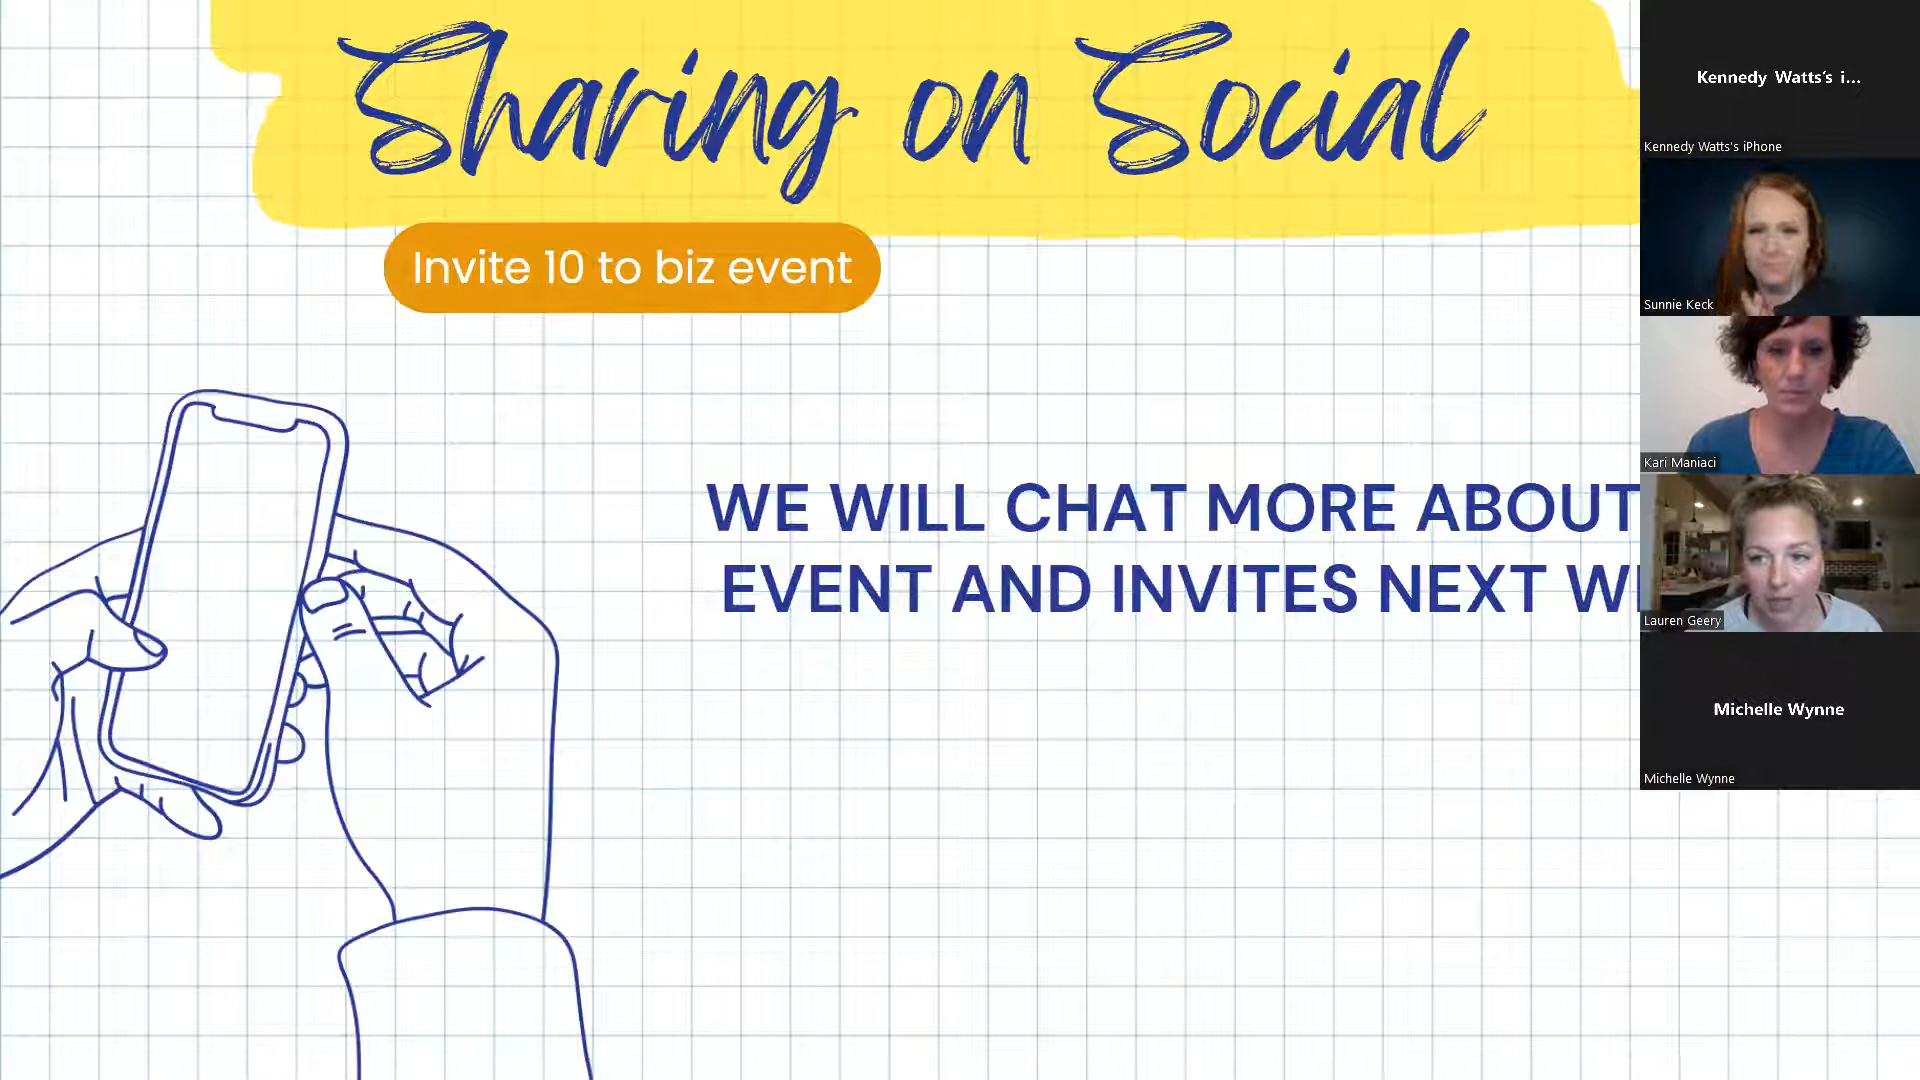 Sharing on Social
Invite 10 to biz event
WE WILL CHAT MORE ABOUT
EVENT AND INVITES NEXT
Kennedy Watts's i...
Kennedy Watts's iPhone
Sunnie Keck
Kari Maniaci
Lauren Geery
Michelle Wynne
Michelle Wynne